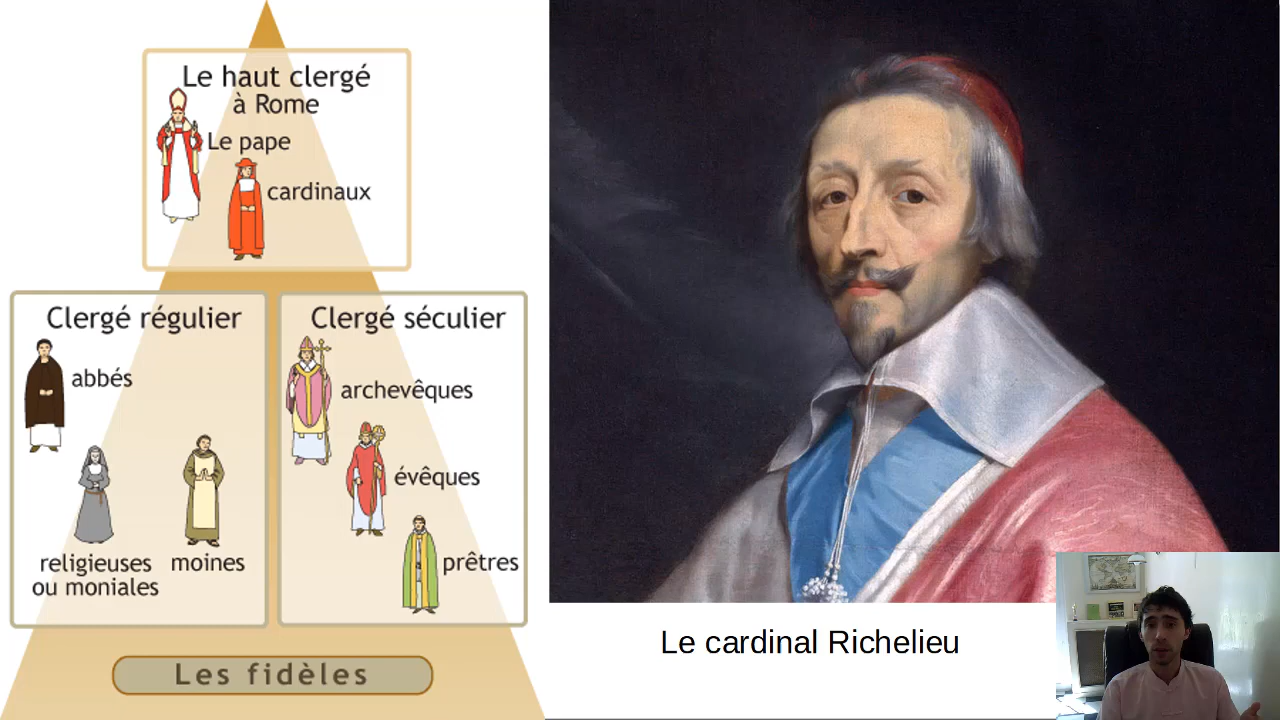 Le haut clergé
à Rome
Le pape
cardinaux
Clergé régulier
abbés
religieuses
ou moniales
moines
Clergé séculier
archevêques
évêques
prêtres
Les fidèles
Le cardinal Richelieu